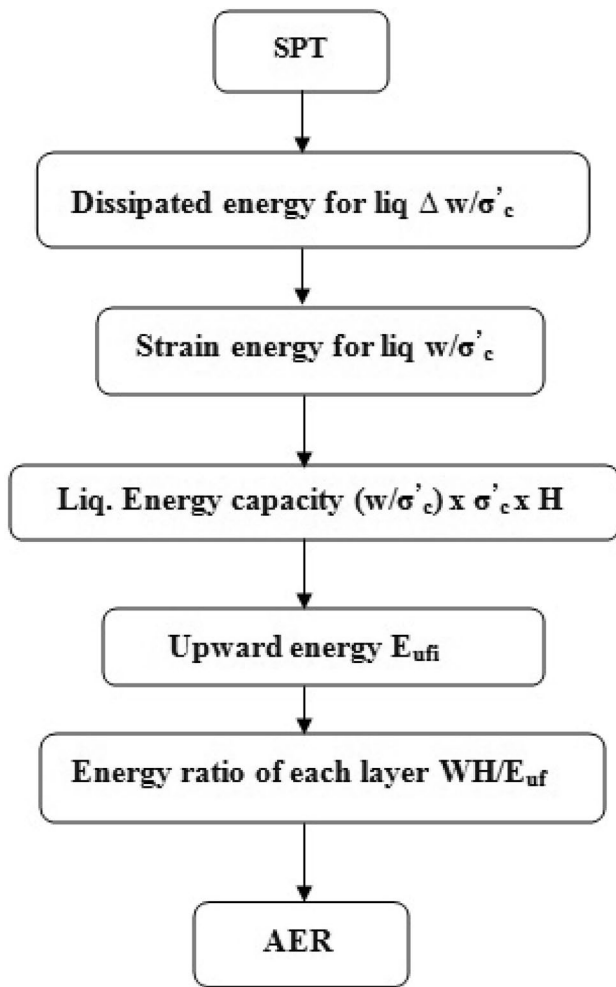 SPT
Dissipated energy for liq Δ w/σ’c
Strain energy for liq w/σ’c
Liq. Energy capacity (w/σ’c) x σ’c x H
Upward energy Eufi
Energy ratio of each layer WH/Euf
AER